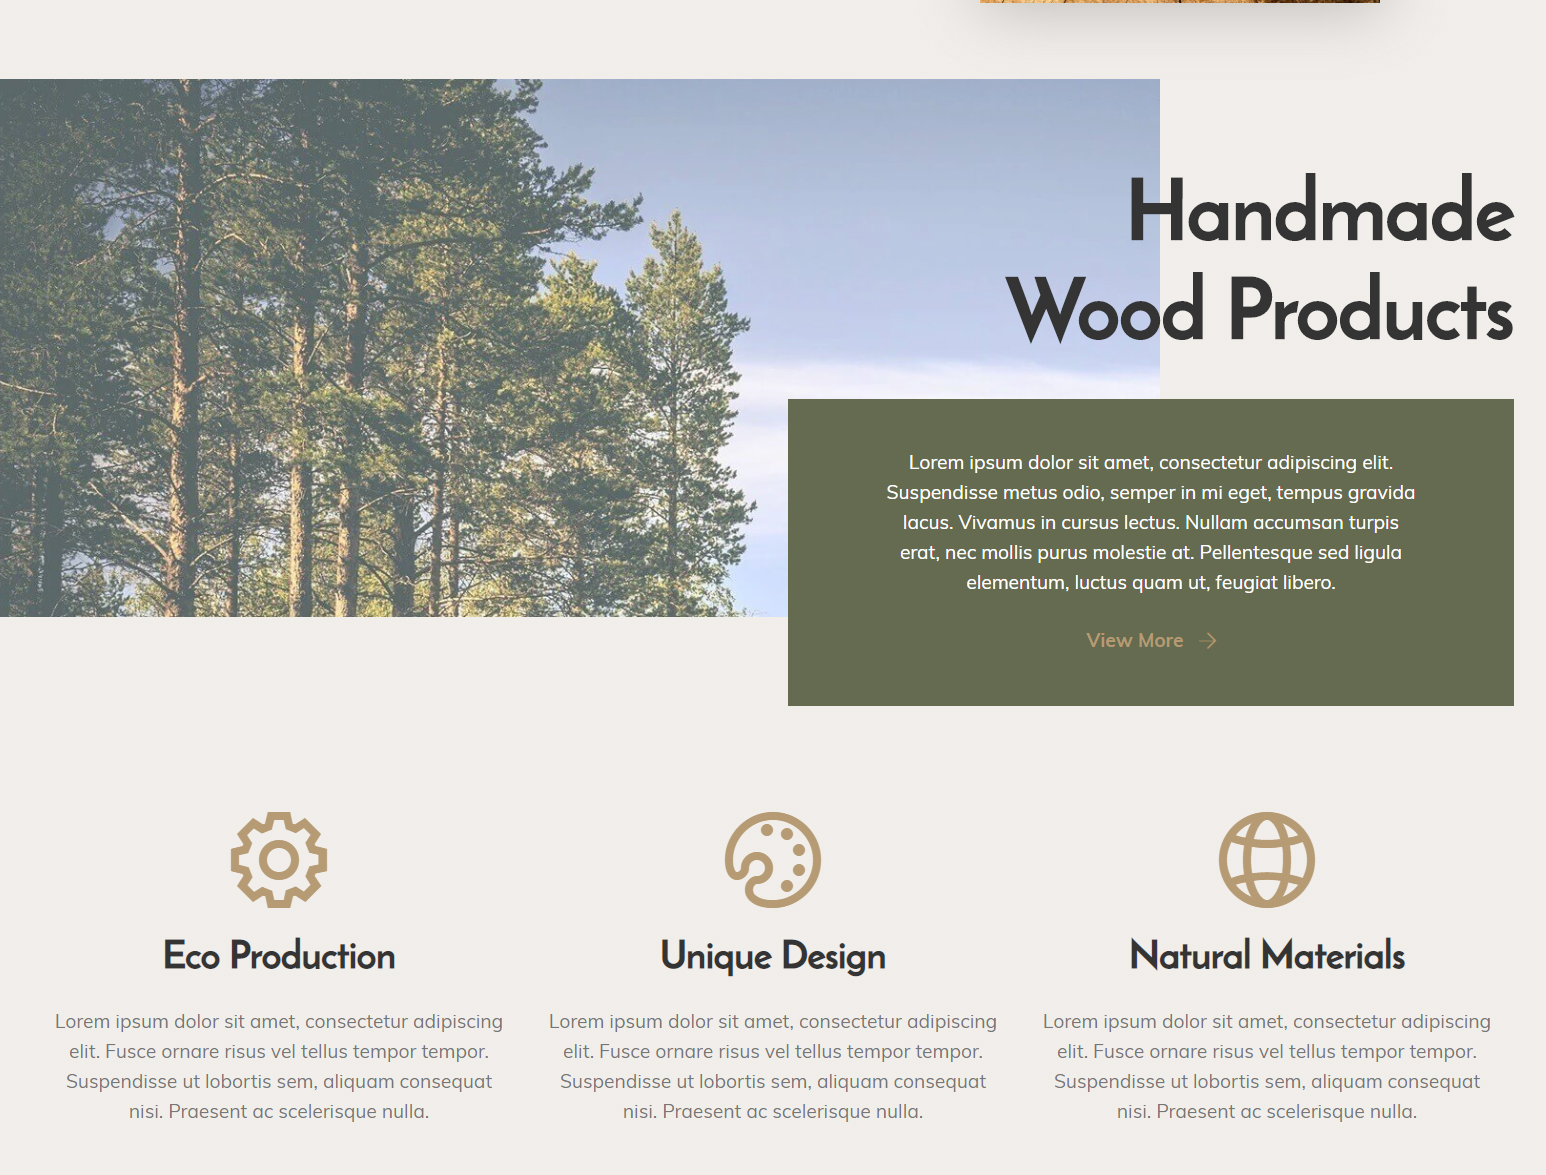 Handmade
Wood Products
Lorem ipsum dolor sit amet, consectetur adipiscing elit.
Suspendisse metus odio, semper in mi eget, tempus gravida
lacus. Vivamus in cursus lectus. Nullam accumsan turpis
erat, nec mollis purus molestie at. Pellentesque sed ligula
elementum, luctus quam ut, feugiat libero.
View More
Eco Production
Lorem ipsum dolor sit amet, consectetur adipiscing
elit. Fusce ornare risus vel tellus tempor tempor.
Suspendisse ut lobortis sem, aliquam consequat
nisi. Praesent ac scelerisque nulla.
Unique Design
Lorem ipsum dolor sit amet, consectetur adipiscing
elit. Fusce ornare risus vel tellus tempor tempor.
Suspendisse ut lobortis sem, aliquam consequat
nisi. Praesent ac scelerisque nulla.
Natural Materials
Lorem ipsum dolor sit amet, consectetur adipiscing
elit. Fusce ornare risus vel tellus tempor tempor.
Suspendisse ut lobortis sem, aliquam consequat
nisi. Praesent ac scelerisque nulla.